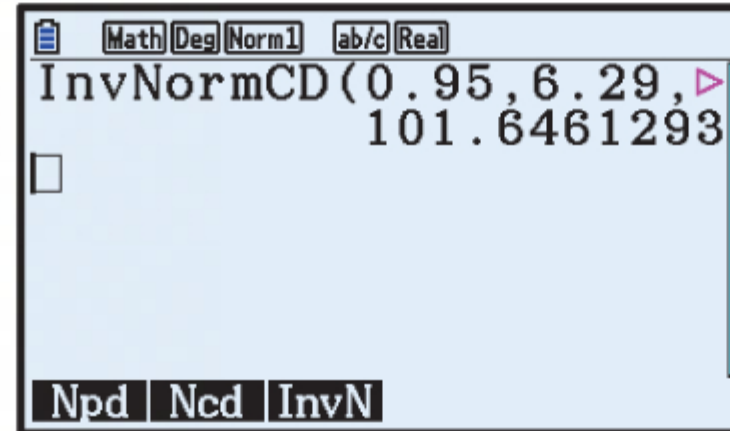 Math Deg Norm1 ab/c Real
InvNormCD(0.95,6.29,
101.6461293
Npd Ncd InvN